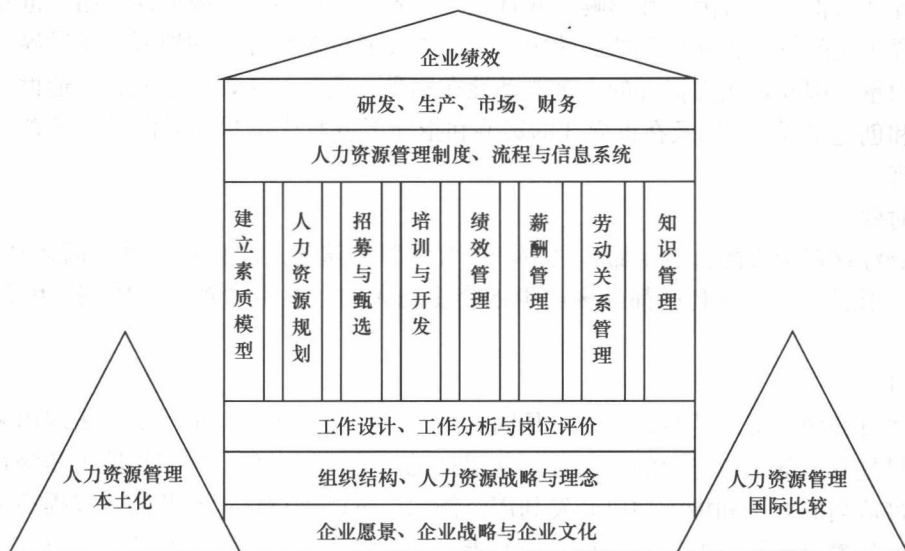 企业绩效
研发、生产、市场、财务
人力资源管理制度、流程与信息系统
建立素质模型
人力资源规划
招募与甄选
培训与开发
绩效管理
薪酬管理
劳动关系管理
知识管理
工作设计、工作分析与岗位评价
组织结构、人力资源战略与理念
企业愿景、企业战略与企业文化
人力资源管理
本土化
人力资源管理
国际比较